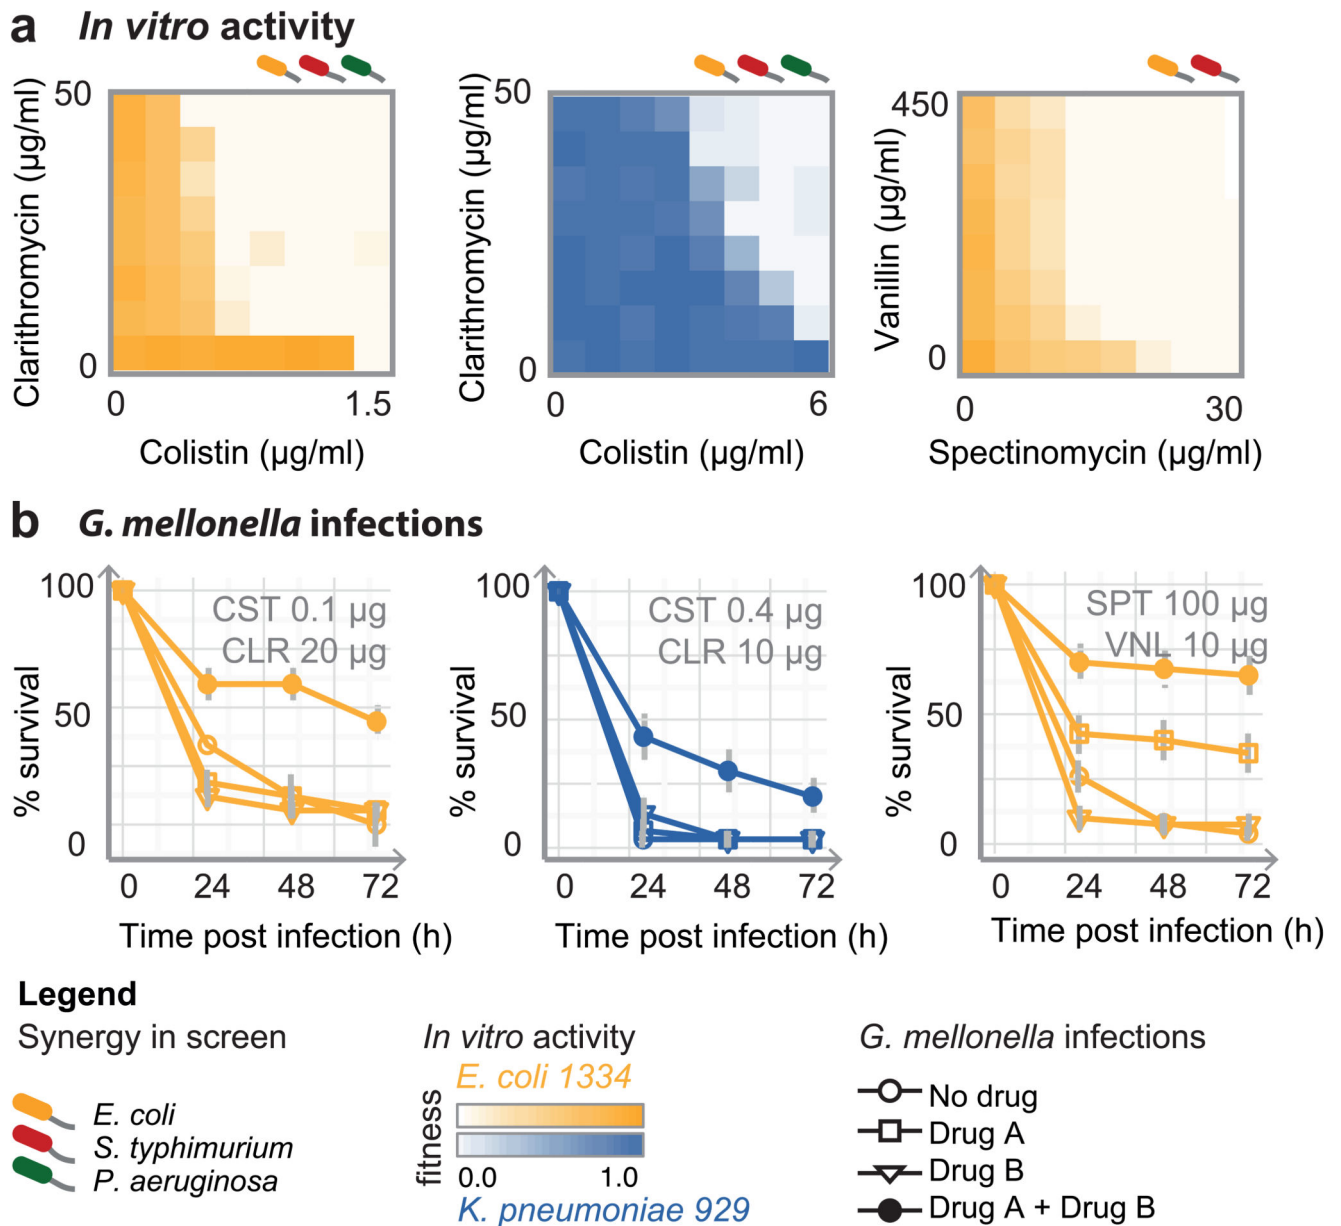 a In vitro activity
50
Clarithromycin (µg/ml)
0
0 1.5
Colistin (µg/ml)
50
Clarithromycin (µg/ml)
0
0 6
Colistin (µg/ml)
450
Vanillin (µg/ml)
0
0 30
Spectinomycin (µg/ml)
b G. mellonella infections
100
50
0
% survival
CST 0.1 µg
CLR 20 µg
0 24 48 72
Time post infection (h)
100
50
0
% survival
CST 0.4 µg
CLR 10 µg
0 24 48 72
Time post infection (h)
100
50
0
% survival
SPT 100 µg
VNL 10 µg
0 24 48 72
Time post infection (h)
Legend
Synergy in screen
E. coli
S. typhimurium
P. aeruginosa
In vitro activity
E. coli 1334
fitness
0.0 1.0
K. pneumoniae 929
G. mellonella infections
No drug
Drug A
Drug B
Drug A + Drug B